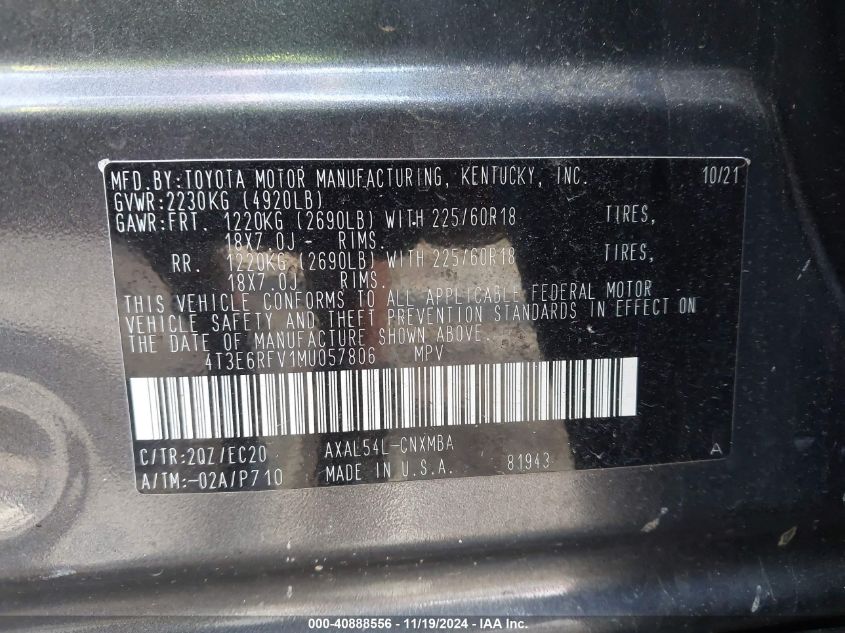 MFD.BY:TOYOTA MOTOR MANUFACTURING, KENTUCKY, INC. 10/21
GVWR:2230KG (4920LB)
GAWR:FRT. 1220KG (2690LB) WITH 225/60R18 TIRES,
18X7.0J- RIMS.
RR. 1220KG (2690LB) WITH 225/60R18 TIRES,
18X7.0J- RIMS.
THIS VEHICLE CONFORMS TO ALL APPLICABLE FEDERAL MOTOR
VEHICLE SAFETY AND THEFT PREVENTION STANDARDS IN EFFECT ON
THE DATE OF MANUFACTURE SHOWN ABOVE.
4T3E6RFV1MU057806 MPV
C/TR:20Z/EC20 AXAL54L-CNXMBA
A/TM:-02A/P710 MADE IN U.S.A. 81943 A
000-40888556 - 11/19/2024 - © IAA, Inc.